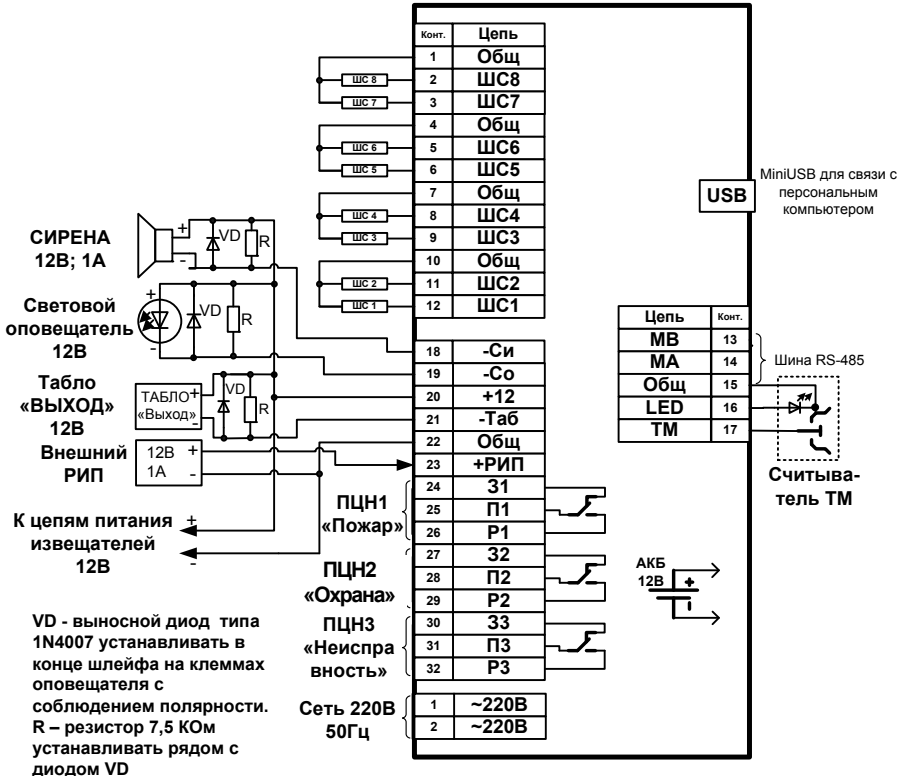 Конт. Цепь
1 Общ
ШС 8 2 ШС8
ШС 7 3 ШС7
4 Общ
ШС 6 5 ШС6
ШС 5 6 ШС5
7 Общ
ШС 4 8 ШС4
ШС 3 9 ШС3
10 Общ
ШС 2 11 ШС2
ШС 1 12 ШС1
18 -Си
19 -Со
20 +12
21 -Таб
22 Общ
23 +РИП
24 З1
25 П1
26 Р1
27 З2
28 П2
29 Р2
30 З3
31 П3
32 Р3
1 ~220В
2 ~220В
СИРЕНА
12В; 1А
+
-
VD
R
Световой
оповещатель
12В
+
-
VD
R
Табло
«ВЫХОД»
12В
ТАБЛО +
«Выход» -
VD
R
Внешний
РИП
12В +
1А -
К цепям питания
извещателей
12В
+
-
ПЦН1
«Пожар»
ПЦН2
«Охрана»
ПЦН3
«Неиспра
вность»
Сеть 220В
50Гц
VD - выносной диод типа
1N4007 устанавливать в
конце шлейфа на клеммах
оповещателя с
соблюдением полярности.
R – резистор 7,5 КОм
устанавливать рядом с
диодом VD
USB
MiniUSB для связи с
персональным
компьютером
Цепь Конт.
МВ 13
МА 14
Общ 15
LED 16
ТМ 17
Шина RS-485
Считыва-
тель ТМ
АКБ
12В
+
-